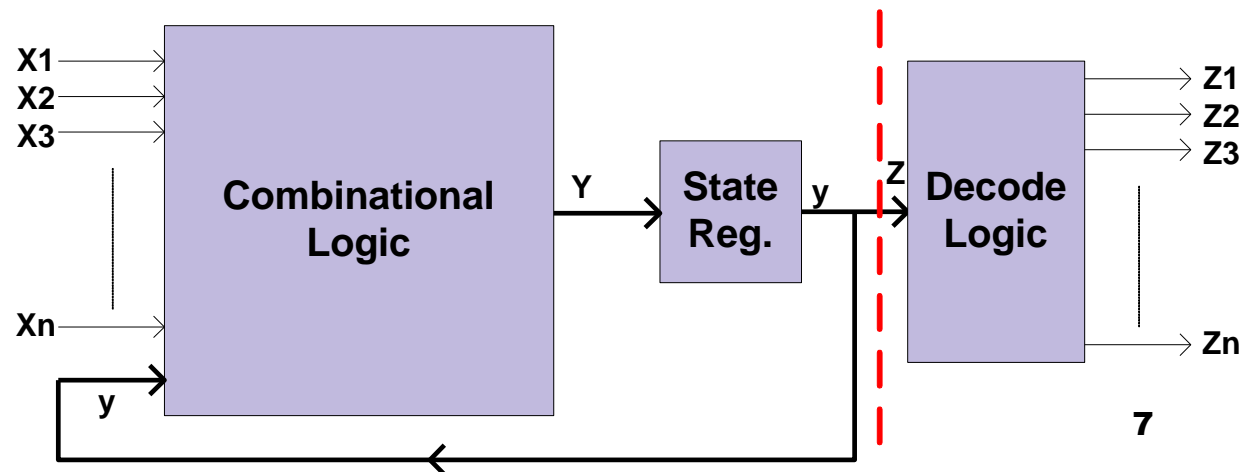 X1
X2
X3
Xn
y
Combinational
Logic
Y
State
Reg.
y
Z
Decode
Logic
Z1
Z2
Z3
Zn
7